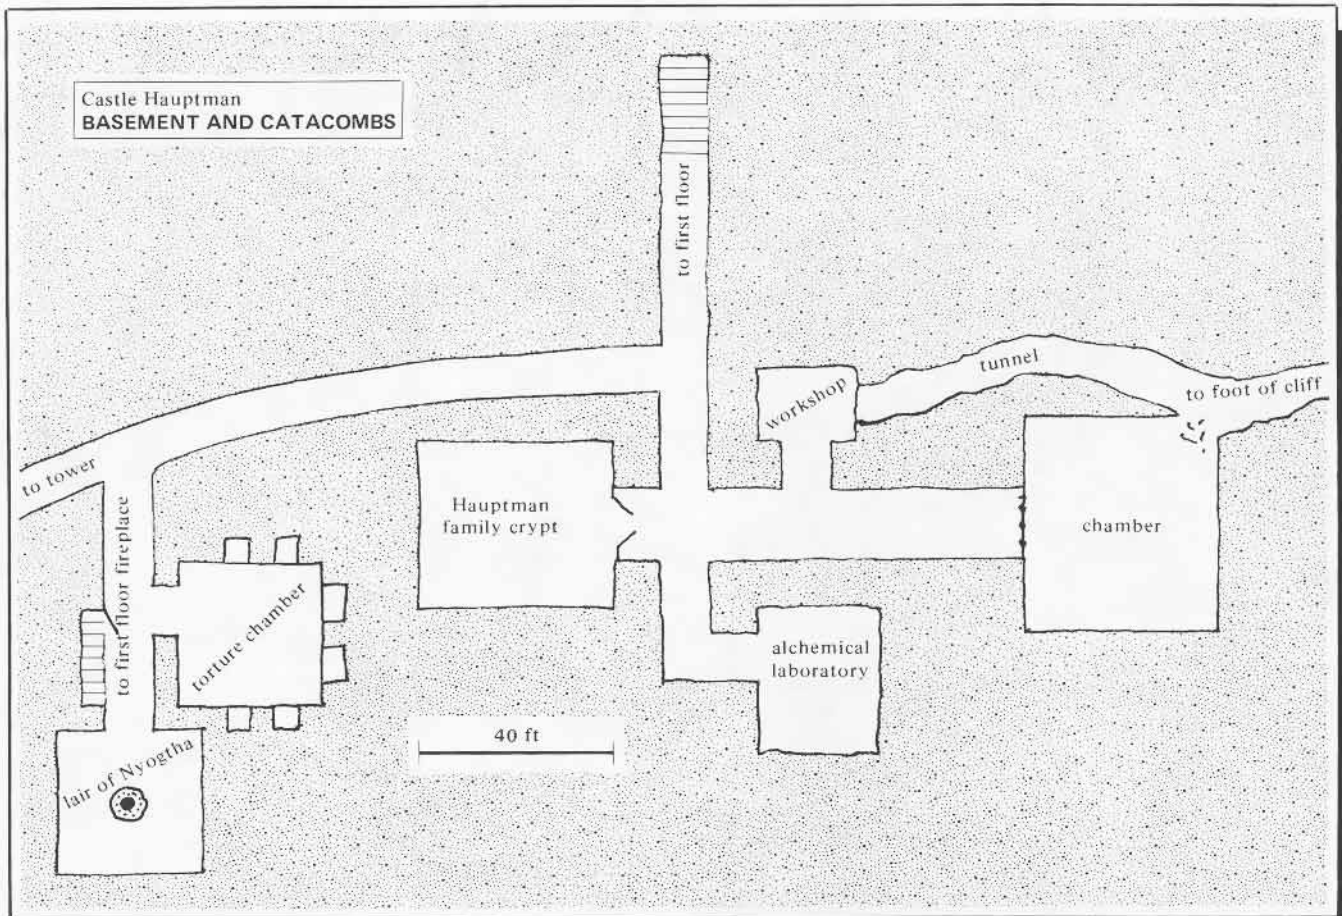 Castle Hauptman
BASEMENT AND CATACOMBS
to first floor
tunnel
to foot of cliff
workshop
to tower
Hauptman
family crypt
chamber
to first floor fireplace
torture chamber
alchemical
laboratory
40 ft
lair of Nyogtha